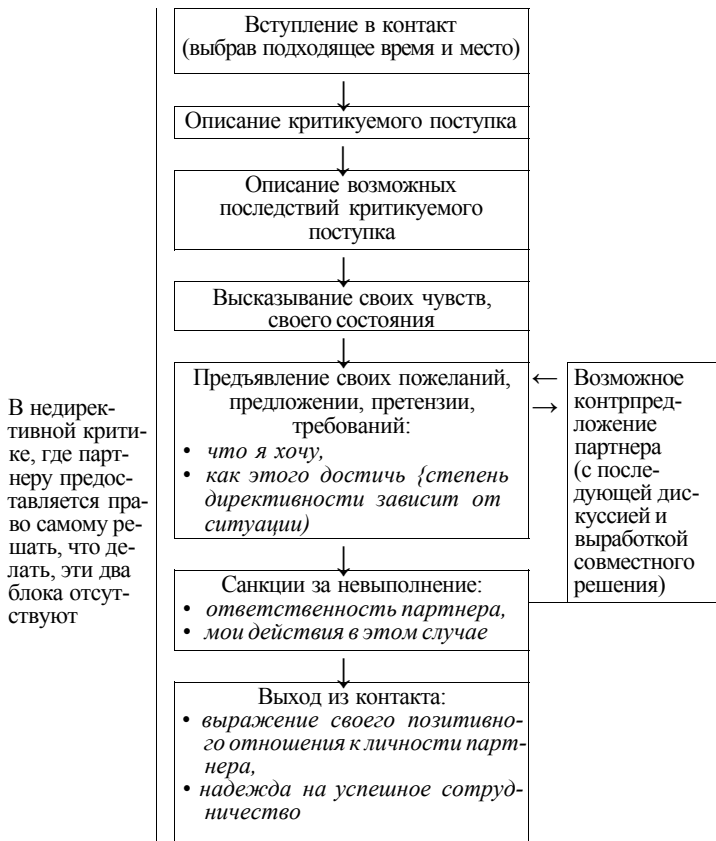 Вступление в контакт
(выбрав подходящее время и место)
↓
Описание критикуемого поступка
↓
Описание возможных
последствий критикуемого
поступка
↓
Высказывание своих чувств,
своего состояния
↓
Предъявление своих пожеланий,
предложении, претензии,
требований:
• что я хочу,
• как этого достичь {степень
директивности зависит от
ситуации)
← Возможное
→ контрпред-
ложение
партнера
(с после-
дующей дис-
куссией и
выработкой
совместного
решения)
В недирек-
тивной крити-
ке, где парт-
неру предос-
тавляется пра-
во самому ре-
шать, что де-
лать, эти два
блока отсут-
ствуют
↓
Санкции за невыполнение:
• ответственность партнера,
• мои действия в этом случае
↓
Выход из контакта:
• выражение своего позитивно-
го отношения к личности парт-
нера,
• надежда на успешное сотруд-
ничество